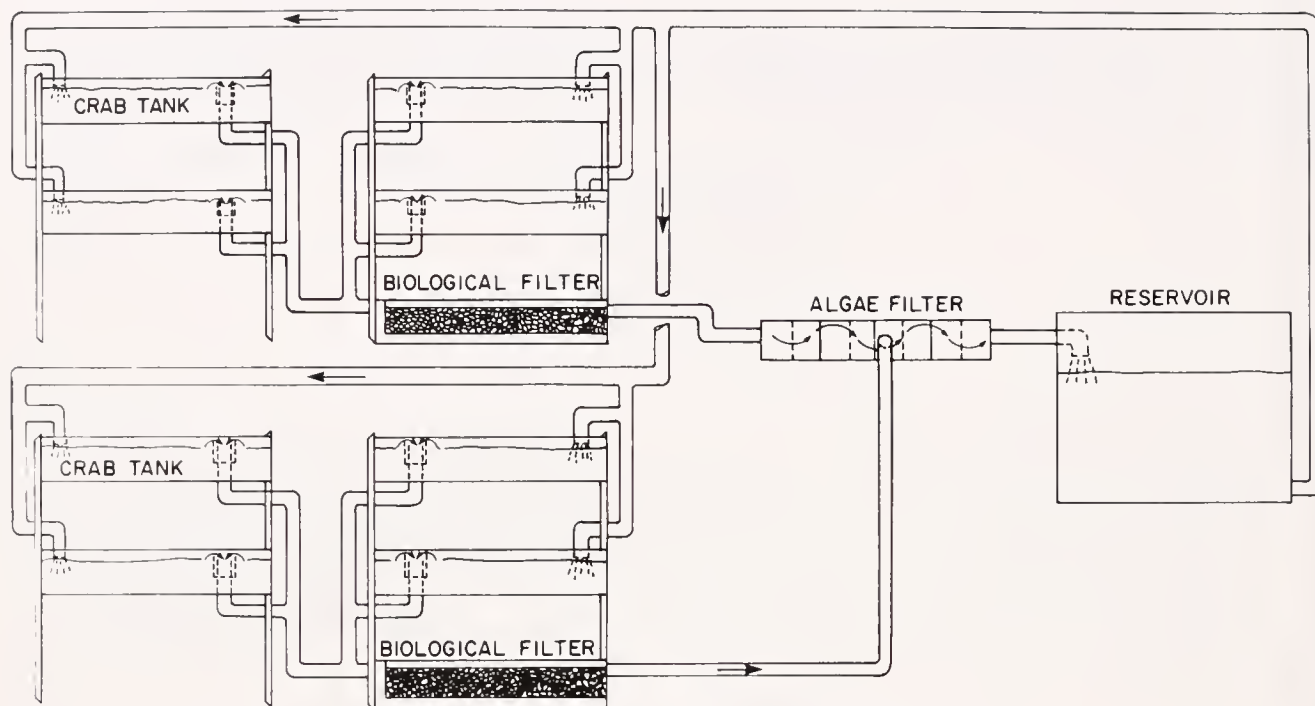 CRAB TANK
BIOLOGICAL FILTER
ALGAE FILTER
RESERVOIR
CRAB TANK
BIOLOGICAL FILTER